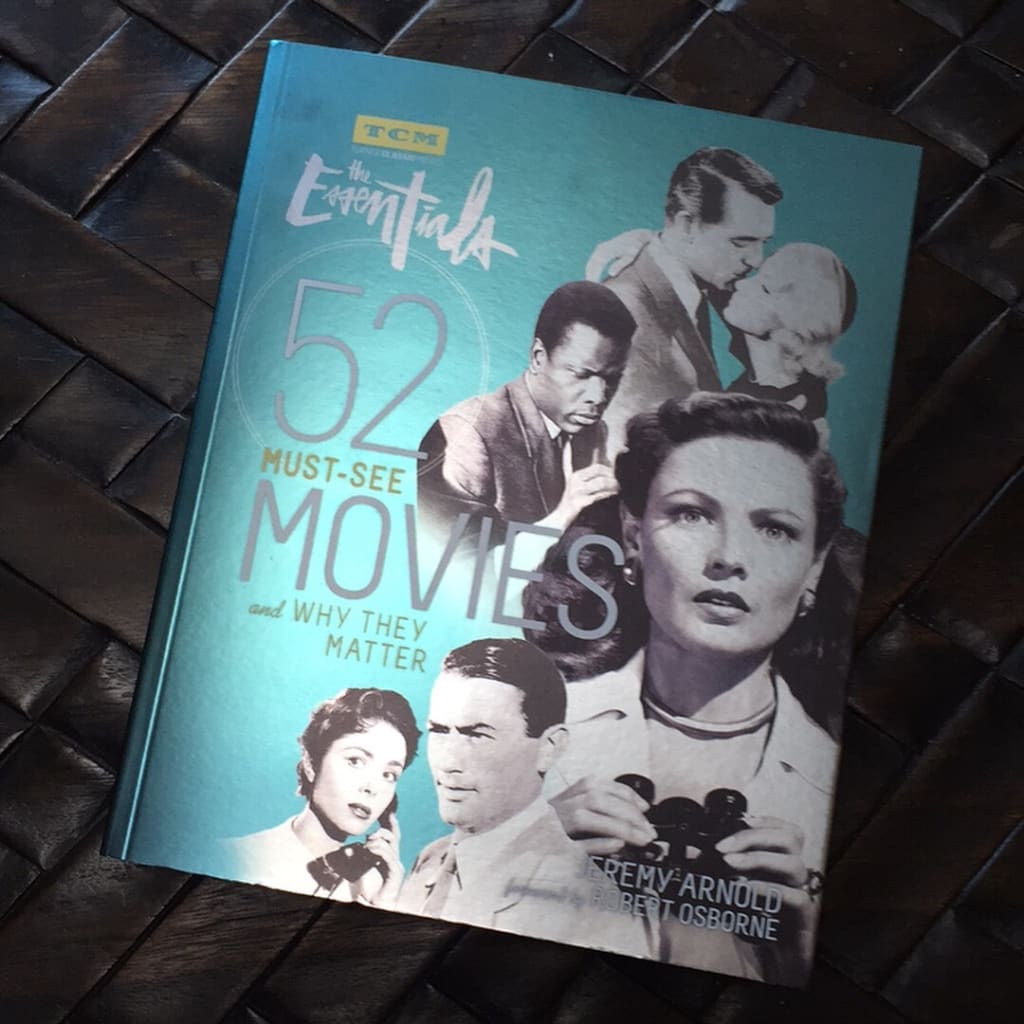 TCM
the
Essentials
52
MUST-SEE
MOVIES
and WHY THEY
MATTER
JEREMY ARNOLD
ROBERT OSBORNE